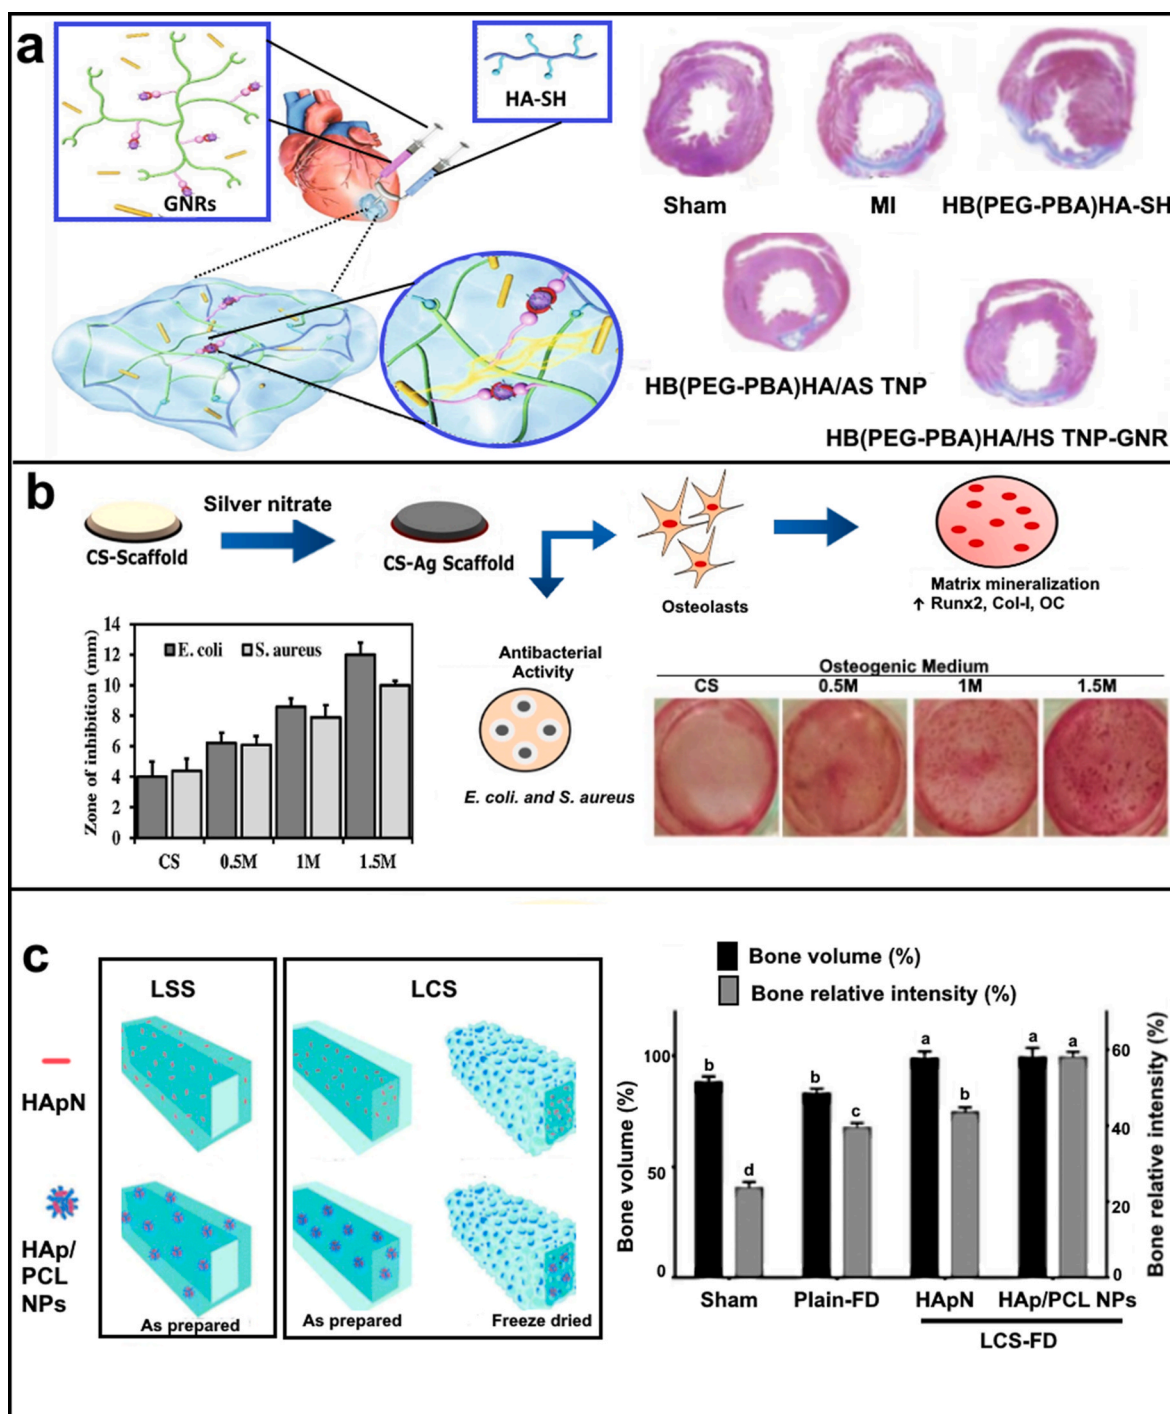 a
GNRs
HA-SH
Sham
MI
HB(PEG-PBA)HA-SH
HB(PEG-PBA)HA/AS TNP
HB(PEG-PBA)HA/HS TNP-GNR
b
CS-Scaffold
Silver nitrate
CS-Ag Scaffold
Osteolasts
Matrix mineralization
↑ Runx2, Col-I, OC
Zone of inhibition (mm)
14
12
10
8
6
4
2
0
E. coli
S. aureus
CS
0.5M
1M
1.5M
Antibacterial
Activity
E. coli. and S. aureus
Osteogenic Medium
CS
0.5M
1M
1.5M
c
LSS
LCS
HApN
HAp/
PCL
NPs
As prepared
As prepared
Freeze dried
Bone volume (%)
Bone relative intensity (%)
Bone volume (%)
100
50
0
b
d
b
c
a
b
a
a
60
40
20
0
Bone relative intensity (%)
Sham
Plain-FD
HApN
HAp/PCL NPs
LCS-FD